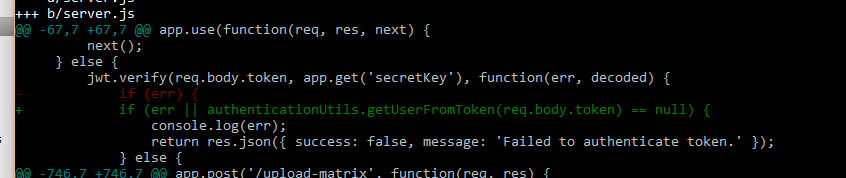 +++ b/server.js
@@ -67,7 +67,7 @@ app.use(function(req, res, next) {
         next();
     } else {
         jwt.verify(req.body.token, app.get('secretKey'), function(err, decoded) {
-            if (err) {
+            if (err || authenticationUtils.getUserFromToken(req.body.token) == null) {
                 console.log(err);
                 return res.json({ success: false, message: 'Failed to authenticate token.' });
             } else {
@@ -746,7 +746,7 @@ app.post('/upload-matrix', function(req, res) {